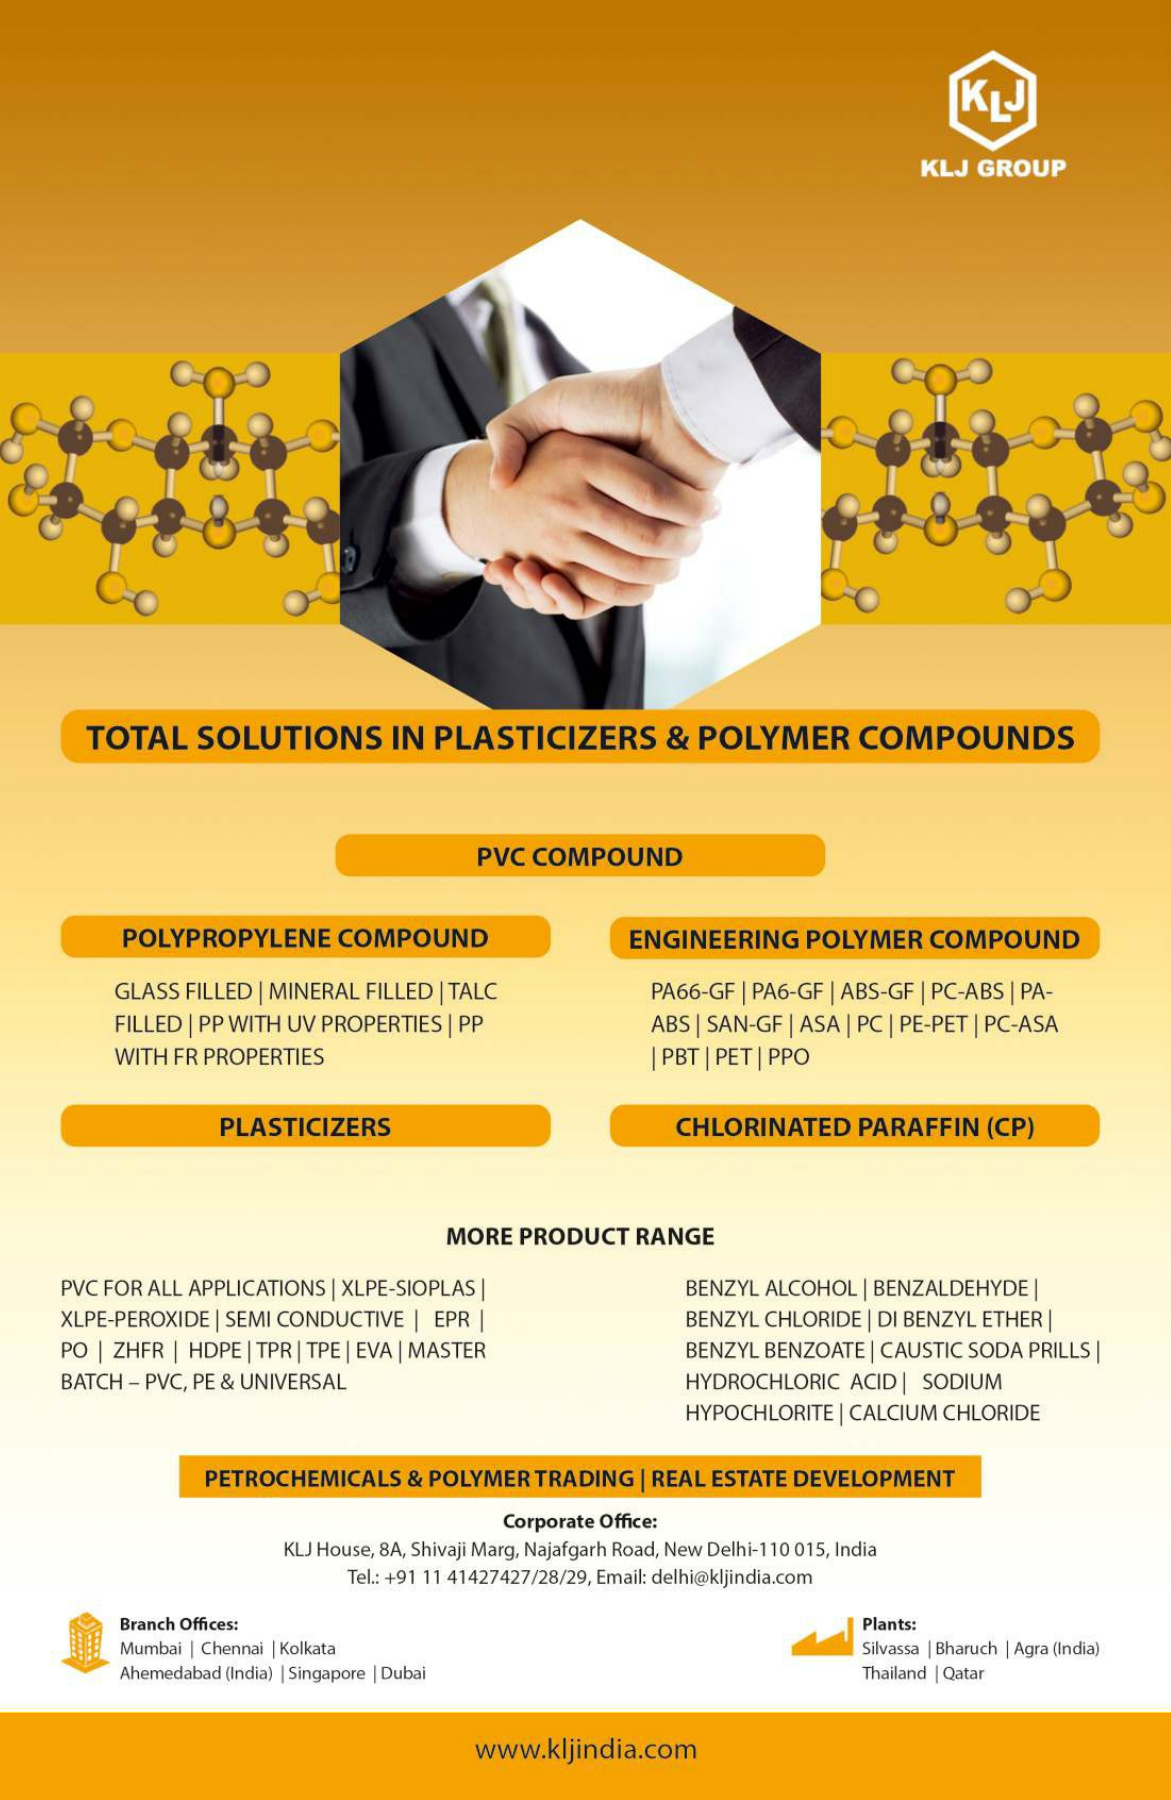 KLJ
KLJ GROUP
TOTAL SOLUTIONS IN PLASTICIZERS & POLYMER COMPOUNDS
PVC COMPOUND
POLYPROPYLENE COMPOUND
GLASS FILLED | MINERAL FILLED | TALC
FILLED | PP WITH UV PROPERTIES | PP
WITH FR PROPERTIES
ENGINEERING POLYMER COMPOUND
PA66-GF | PA6-GF | ABS-GF | PC-ABS | PA-
ABS | SAN-GF | ASA | PC | PE-PET | PC-ASA
| PBT | PET | PPO
PLASTICIZERS
CHLORINATED PARAFFIN (CP)
MORE PRODUCT RANGE
PVC FOR ALL APPLICATIONS | XLPE-SIOPLAS |
XLPE-PEROXIDE | SEMI CONDUCTIVE | EPR |
PO | ZHFR | HDPE | TPR | TPE | EVA | MASTER
BATCH – PVC, PE & UNIVERSAL
BENZYL ALCOHOL | BENZALDEHYDE |
BENZYL CHLORIDE | DI BENZYL ETHER |
BENZYL BENZOATE | CAUSTIC SODA PRILLS |
HYDROCHLORIC ACID | SODIUM
HYPOCHLORITE | CALCIUM CHLORIDE
PETROCHEMICALS & POLYMER TRADING | REAL ESTATE DEVELOPMENT
Corporate Office:
KLJ House, 8A, Shivaji Marg, Najafgarh Road, New Delhi-110 015, India
Tel.: +91 11 41427427/28/29, Email: delhi@kljindia.com
Branch Offices:
Mumbai | Chennai | Kolkata
Ahemedabad (India) | Singapore | Dubai
Plants:
Silvassa | Bharuch | Agra (India)
Thailand | Qatar
www.kljindia.com